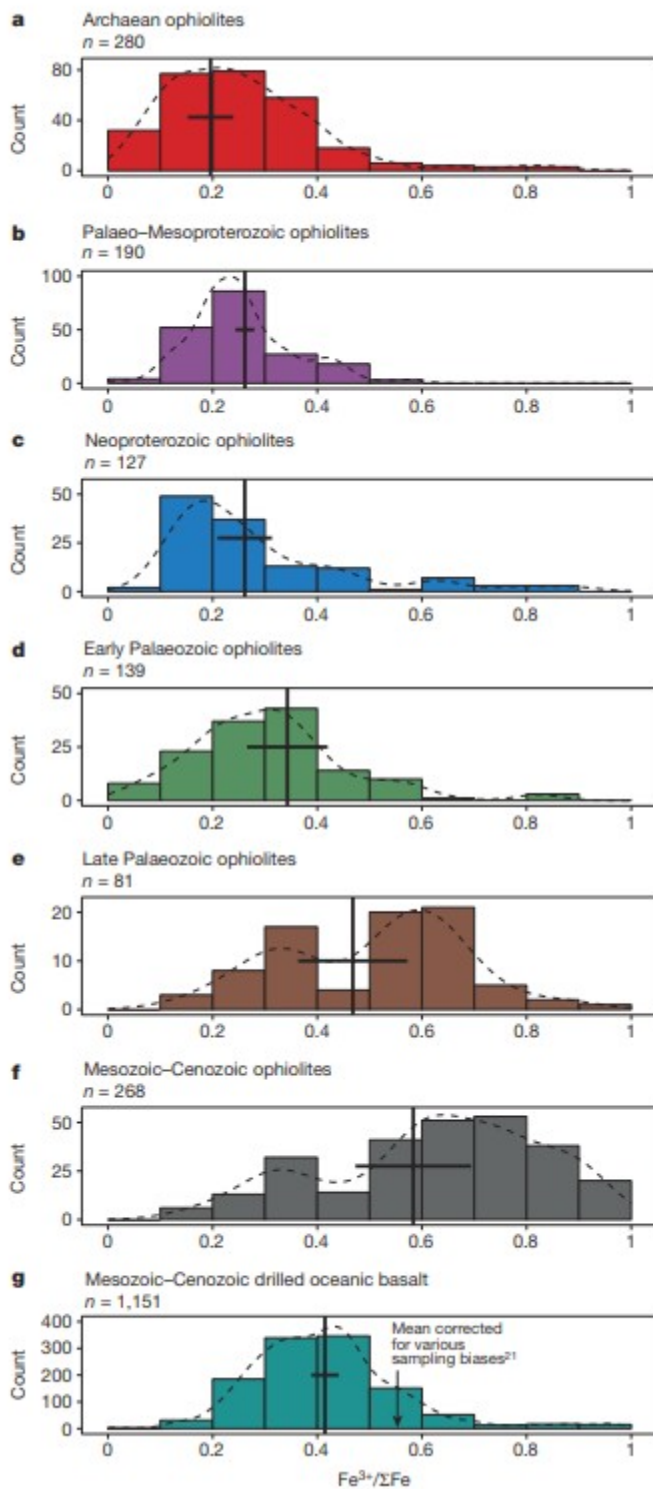 a Archaean ophiolites
n = 280
Count
80
40
0
0 0.2 0.4 0.6 0.8 1
b Palaeo–Mesoproterozoic ophiolites
n = 190
Count
100
50
0
0 0.2 0.4 0.6 0.8 1
c Neoproterozoic ophiolites
n = 127
Count
50
25
0
0 0.2 0.4 0.6 0.8 1
d Early Palaeozoic ophiolites
n = 139
Count
50
25
0
0 0.2 0.4 0.6 0.8 1
e Late Palaeozoic ophiolites
n = 81
Count
20
10
0
0 0.2 0.4 0.6 0.8 1
f Mesozoic–Cenozoic ophiolites
n = 268
Count
50
25
0
0 0.2 0.4 0.6 0.8 1
g Mesozoic–Cenozoic drilled oceanic basalt
n = 1,151
Count
400
300
200
100
0
Mean corrected
for various
sampling biases²¹
0 0.2 0.4 0.6 0.8 1
Fe³⁺/ΣFe